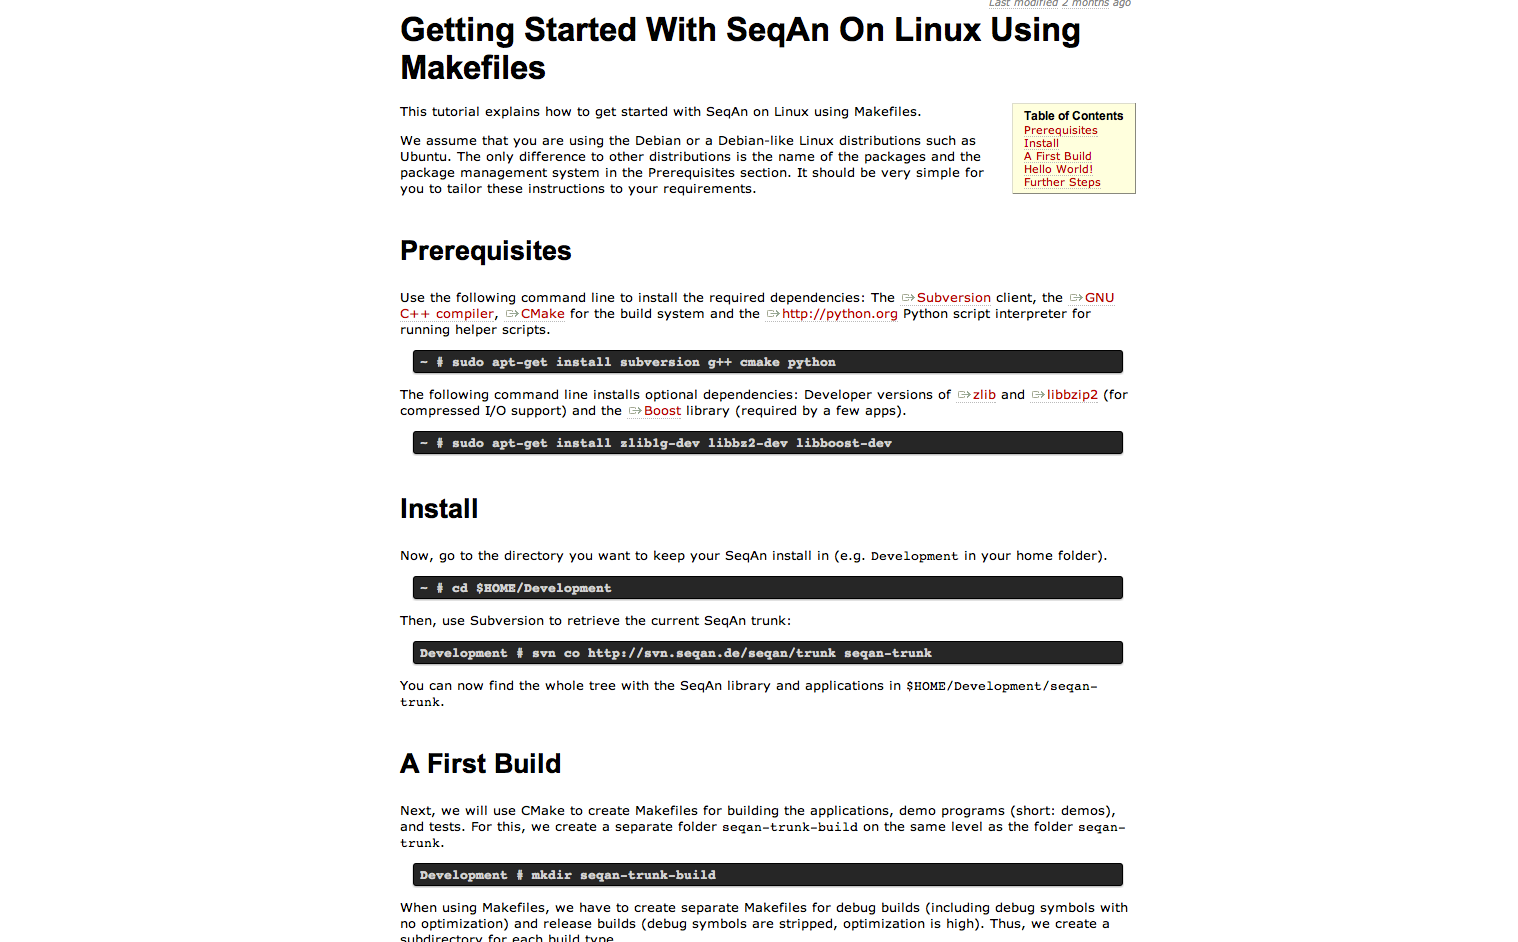 Last modified 2 months ago
Getting Started With SeqAn On Linux Using
Makefiles
This tutorial explains how to get started with SeqAn on Linux using Makefiles.
We assume that you are using the Debian or a Debian-like Linux distributions such as
Ubuntu. The only difference to other distributions is the name of the packages and the
package management system in the Prerequisites section. It should be very simple for
you to tailor these instructions to your requirements.
Table of Contents
Prerequisites
Install
A First Build
Hello World!
Further Steps
Prerequisites
Use the following command line to install the required dependencies: The Subversion client, the GNU
C++ compiler, CMake for the build system and the http://python.org Python script interpreter for
running helper scripts.
~ # sudo apt-get install subversion g++ cmake python
The following command line installs optional dependencies: Developer versions of zlib and libbzip2 (for
compressed I/O support) and the Boost library (required by a few apps).
~ # sudo apt-get install zlib1g-dev libbz2-dev libboost-dev
Install
Now, go to the directory you want to keep your SeqAn install in (e.g. Development in your home folder).
~ # cd $HOME/Development
Then, use Subversion to retrieve the current SeqAn trunk:
Development # svn co http://svn.seqan.de/seqan/trunk seqan-trunk
You can now find the whole tree with the SeqAn library and applications in $HOME/Development/seqan-
trunk.
A First Build
Next, we will use CMake to create Makefiles for building the applications, demo programs (short: demos),
and tests. For this, we create a separate folder seqan-trunk-build on the same level as the folder seqan-
trunk.
Development # mkdir seqan-trunk-build
When using Makefiles, we have to create separate Makefiles for debug builds (including debug symbols with
no optimization) and release builds (debug symbols are stripped, optimization is high). Thus, we create a
subdirectory for each build type.